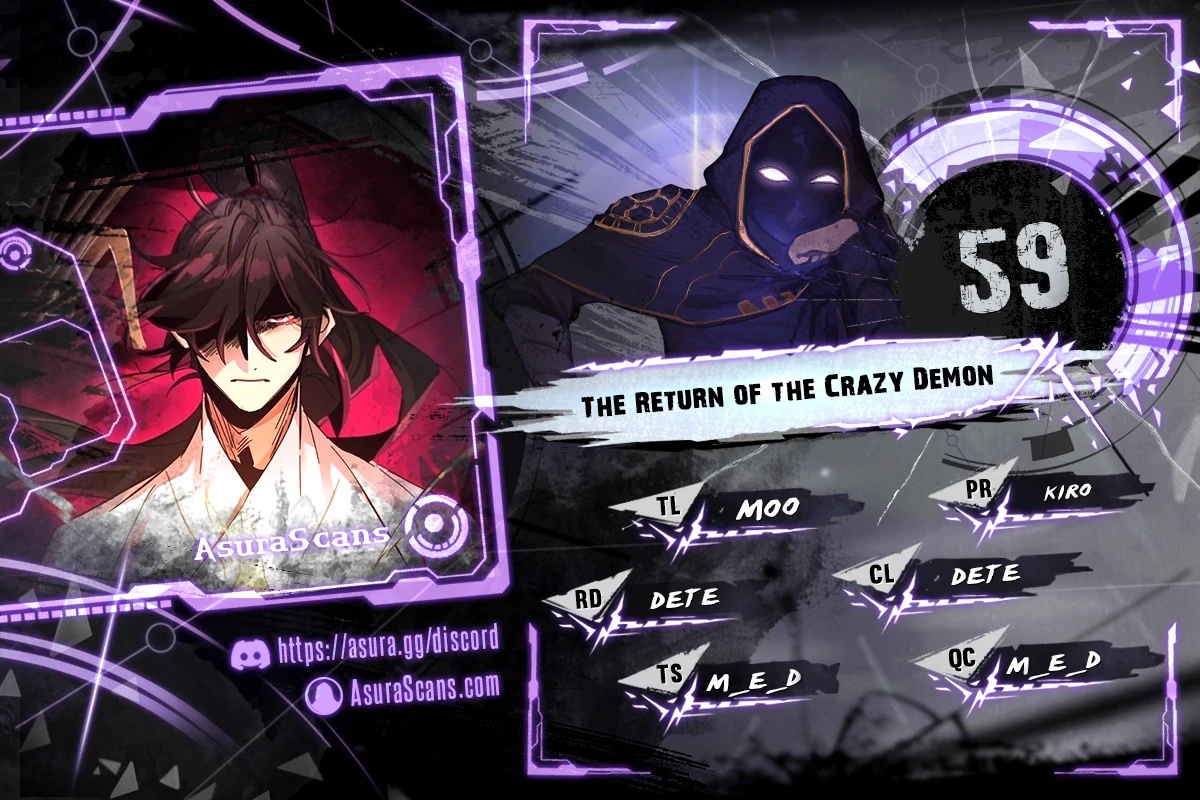 59
THE RETURN OF THE CRAZY DEMON
TL MOO
PR KIRO
RD DETE
CL DETE
TS M_E_D
QC M_E_D
AsuraScans
https://asura.gg/discord
AsuraScans.com